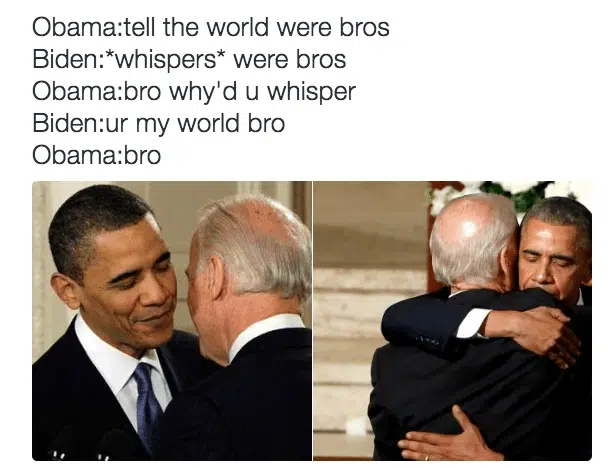 Obama:tell the world were bros
Biden:*whispers* were bros
Obama:bro why'd u whisper
Biden:ur my world bro
Obama:bro